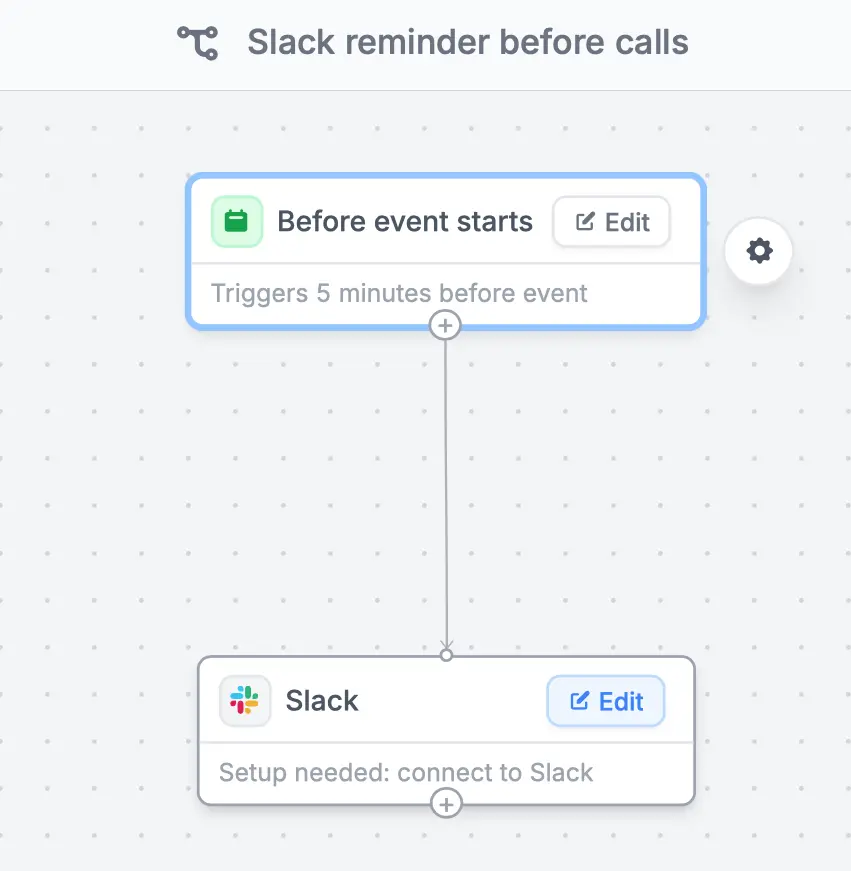 Slack reminder before calls
Before event starts
Edit
Triggers 5 minutes before event
Slack
Edit
Setup needed: connect to Slack